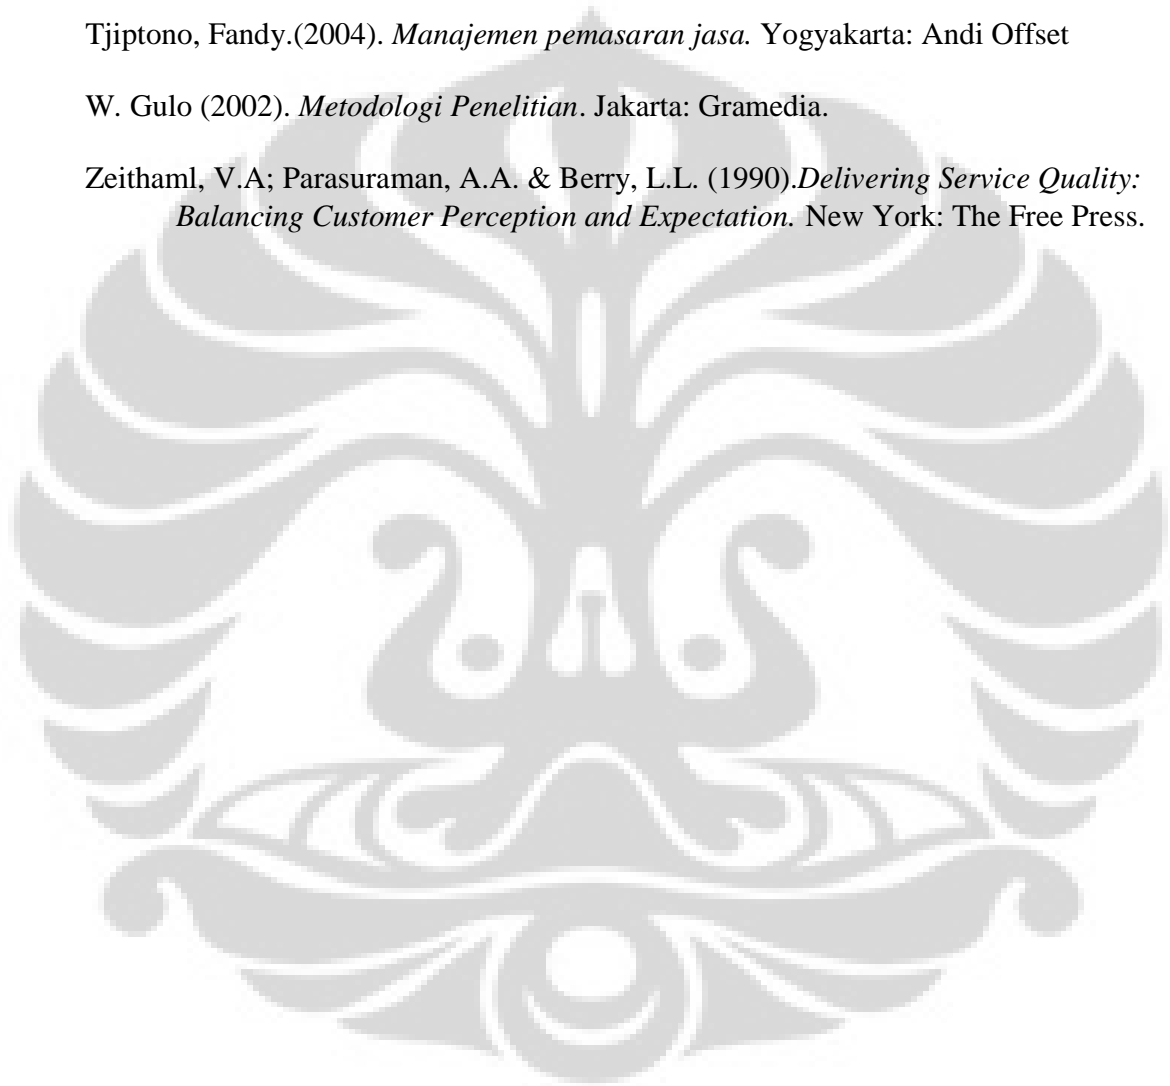 Tjiptono, Fandy.(2004). Manajemen pemasaran jasa. Yogyakarta: Andi Offset
W. Gulo (2002). Metodologi Penelitian. Jakarta: Gramedia.
Zeithaml, V.A; Parasuraman, A.A. & Berry, L.L. (1990).Delivering Service Quality:
Balancing Customer Perception and Expectation. New York: The Free Press.